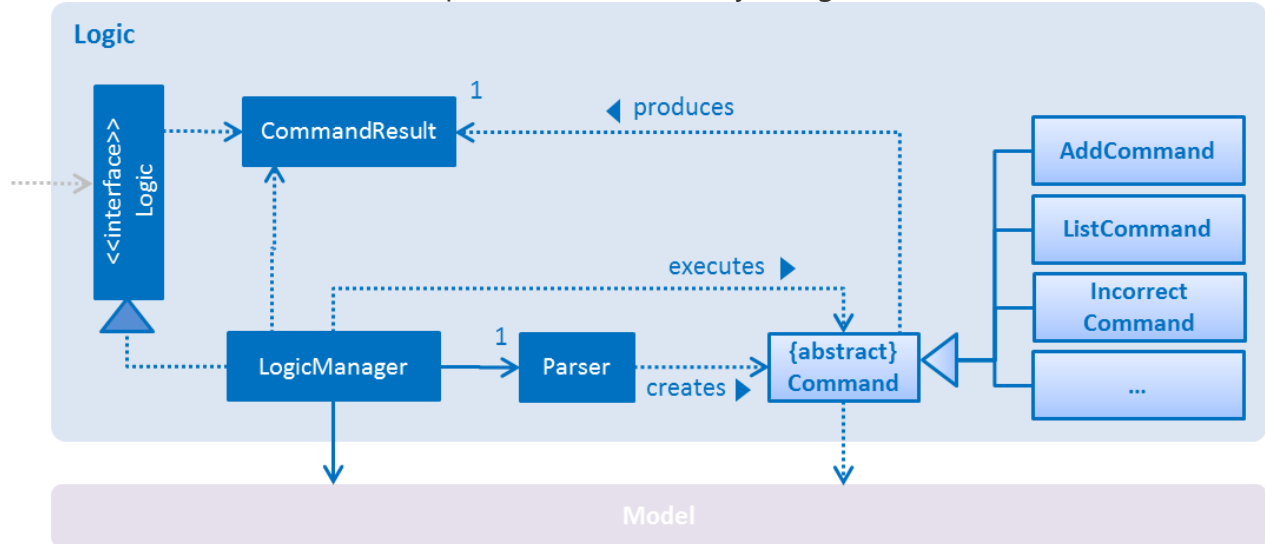 Logic
1
produces
CommandResult
<<interface>>
Logic
AddCommand
ListCommand
executes
Incorrect
Command
1
LogicManager
Parser
creates
{abstract}
Command
...
Model